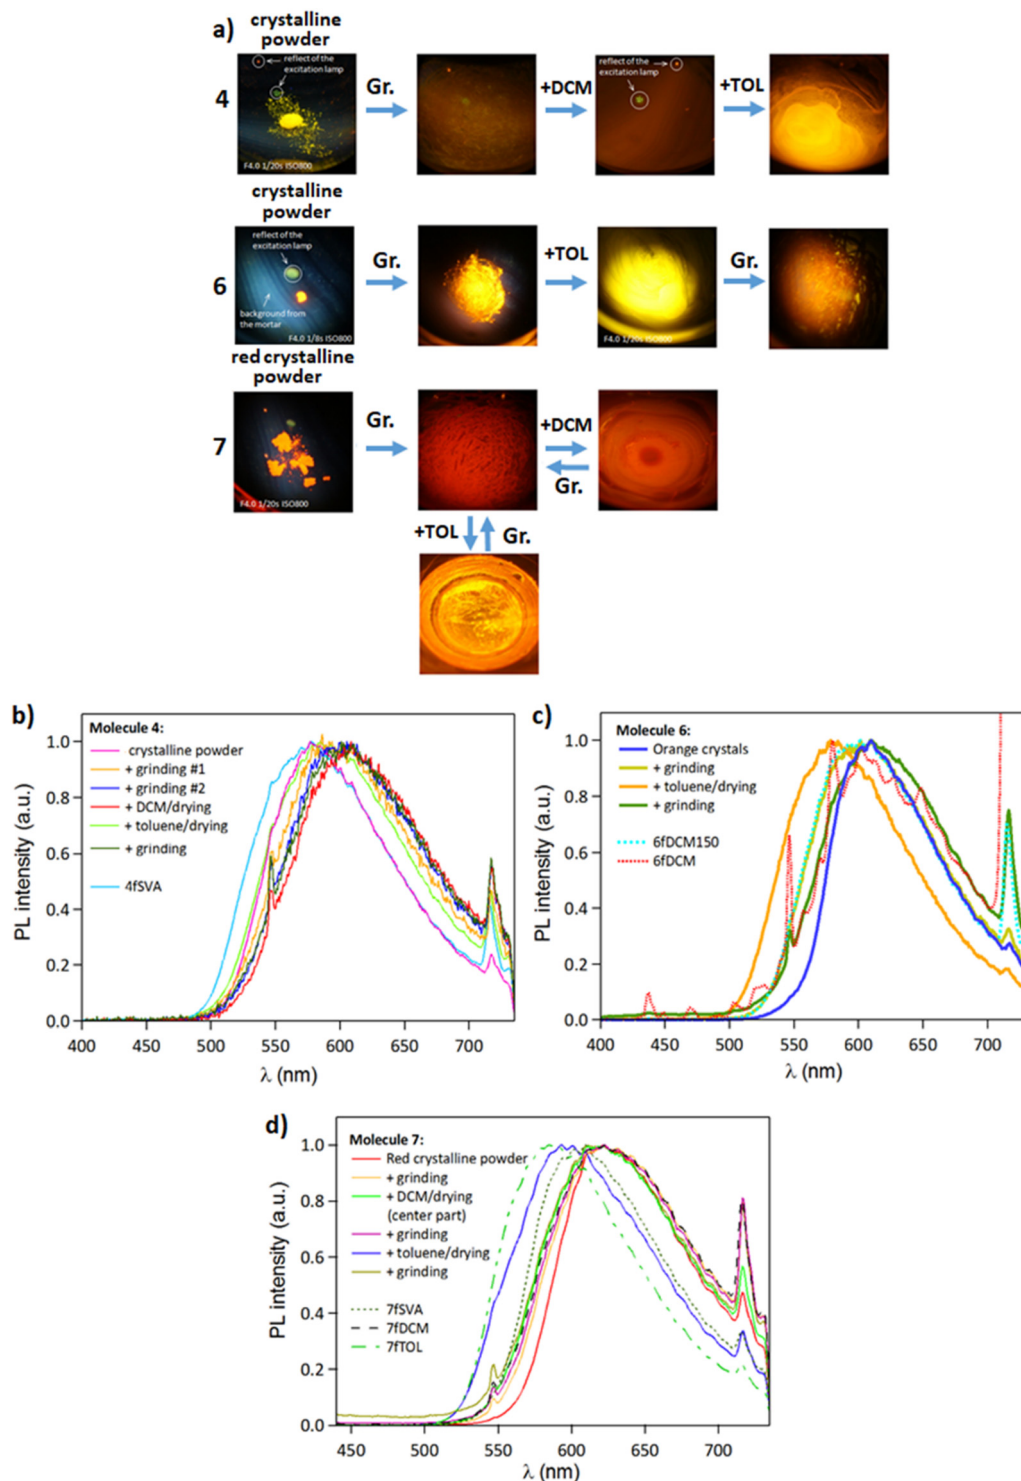 a)
crystalline
powder
reflect of the
excitation lamp
4
F4.0 1/20s ISO800
Gr.
+DCM
reflect of the
excitation lamp
+TOL
crystalline
powder
reflect of the
excitation lamp
6
background from
the mortar
F4.0 1/8s ISO800
Gr.
+TOL
F4.0 1/20s ISO800
Gr.
red crystalline
powder
7
F4.0 1/20s ISO800
Gr.
+DCM
Gr.
+TOL
Gr.
b)
Molecule 4:
crystalline powder
+ grinding #1
+ grinding #2
+ DCM/drying
+ toluene/drying
+ grinding
4fSVA
PL intensity (a.u.)
1.0
0.8
0.6
0.4
0.2
0.0
400 450 500 550 600 650 700
λ (nm)
c)
Molecule 6:
Orange crystals
+ grinding
+ toluene/drying
+ grinding
6fDCM150
6fDCM
PL intensity (a.u.)
1.0
0.8
0.6
0.4
0.2
0.0
400 450 500 550 600 650 700
λ (nm)
d)
Molecule 7:
Red crystalline powder
+ grinding
+ DCM/drying
(center part)
+ grinding
+ toluene/drying
+ grinding
7fSVA
7fDCM
7fTOL
PL intensity (a.u.)
1.0
0.8
0.6
0.4
0.2
0.0
450 500 550 600 650 700
λ (nm)